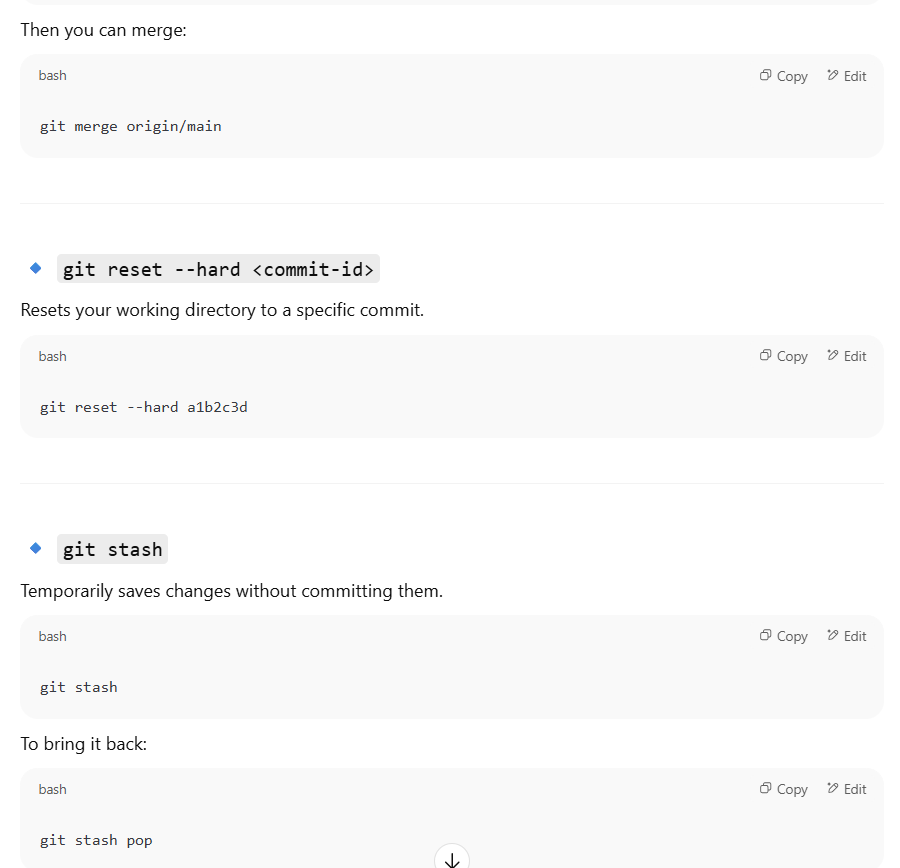 Then you can merge:
bash Copy Edit
git merge origin/main
git reset --hard <commit-id>
Resets your working directory to a specific commit.
bash Copy Edit
git reset --hard a1b2c3d
git stash
Temporarily saves changes without committing them.
bash Copy Edit
git stash
To bring it back:
bash Copy Edit
git stash pop